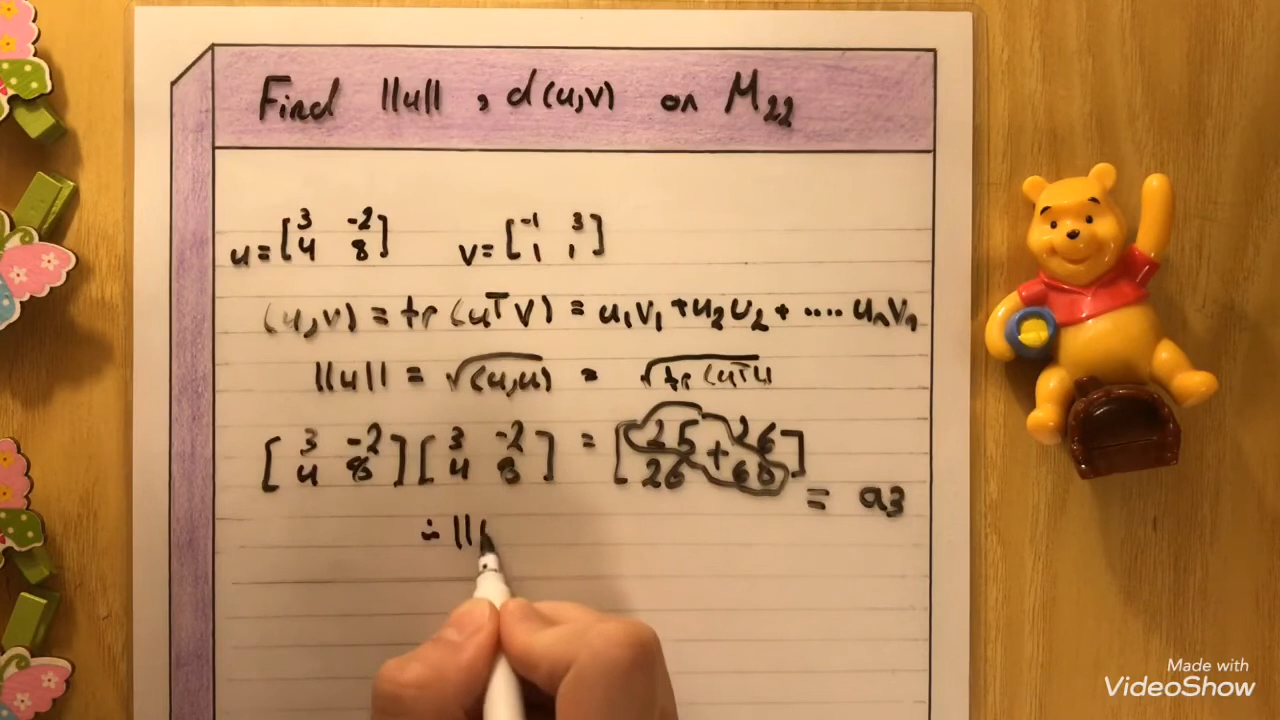 Find ||u|| , d(u,v) on M₂₂
u = [3 -2
4 8] v = [-1 3
1 1]
(u,v) = tr (uᵀ v) = u₁v₁ + u₂v₂ + .... uₙvₙ
||u|| = √(u,u) = √tr (uᵀu
[3 -2
4 8] [3 -2
4 8] = [25 + 26
26 68] = 93
∴ ||
Made with
VideoShow